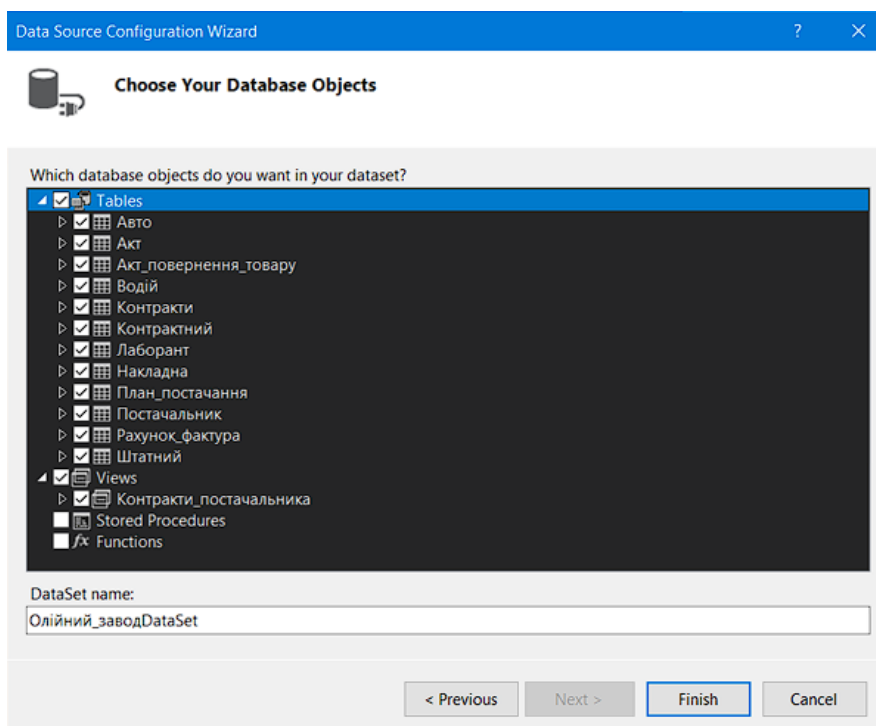 Data Source Configuration Wizard
Choose Your Database Objects
Which database objects do you want in your dataset?
Tables
Авто
Акт
Акт_повернення_товару
Водій
Контракти
Контрактний
Лаборант
Накладна
План_постачання
Постачальник
Рахунок_фактура
Штатний
Views
Контракти_постачальника
Stored Procedures
fx Functions
DataSet name:
Олійний_заводDataSet
< Previous Next > Finish Cancel